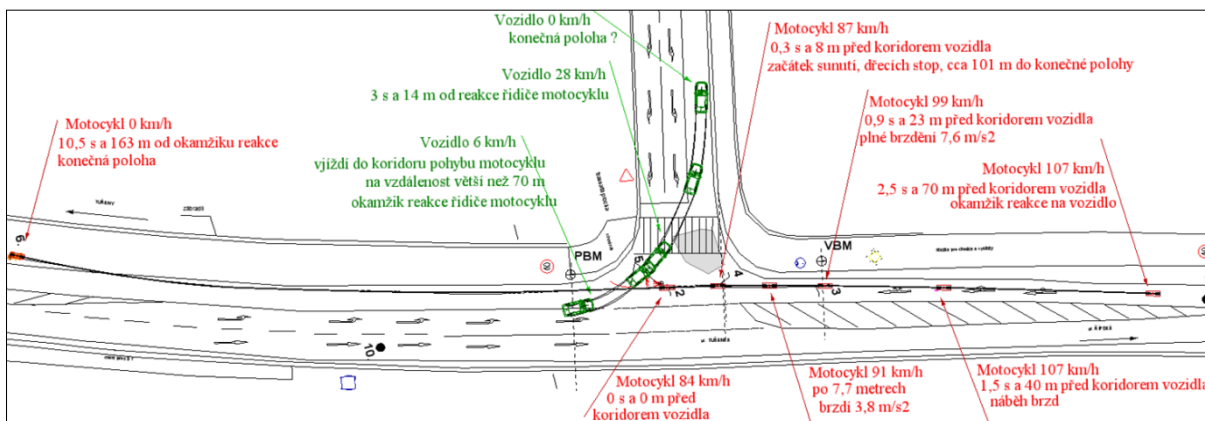 Vozidlo 0 km/h
konečná poloha ?
Motocykl 87 km/h
0,3 s a 8 m před koridorem vozidla
začátek sunutí, dřecích stop, cca 101 m do konečné polohy
Vozidlo 28 km/h
3 s a 14 m od reakce řidiče motocyklu
Motocykl 99 km/h
0,9 s a 23 m před koridorem vozidla
plné brzdění 7,6 m/s2
Motocykl 0 km/h
10,5 s a 163 m od okamžiku reakce
konečná poloha
Vozidlo 6 km/h
vjíždí do koridoru pohybu motocyklu
na vzdálenost větší než 70 m
okamžik reakce řidiče motocyklu
Motocykl 107 km/h
2,5 s a 70 m před koridorem vozidla
okamžik reakce na vozidlo
PBM
VBM
6
5
2
4
3
10
Motocykl 84 km/h
0 s a 0 m před
koridorem vozidla
Motocykl 91 km/h
po 7,7 metrech
brzdí 3,8 m/s2
Motocykl 107 km/h
1,5 s a 40 m před koridorem vozidla
náběh brzd